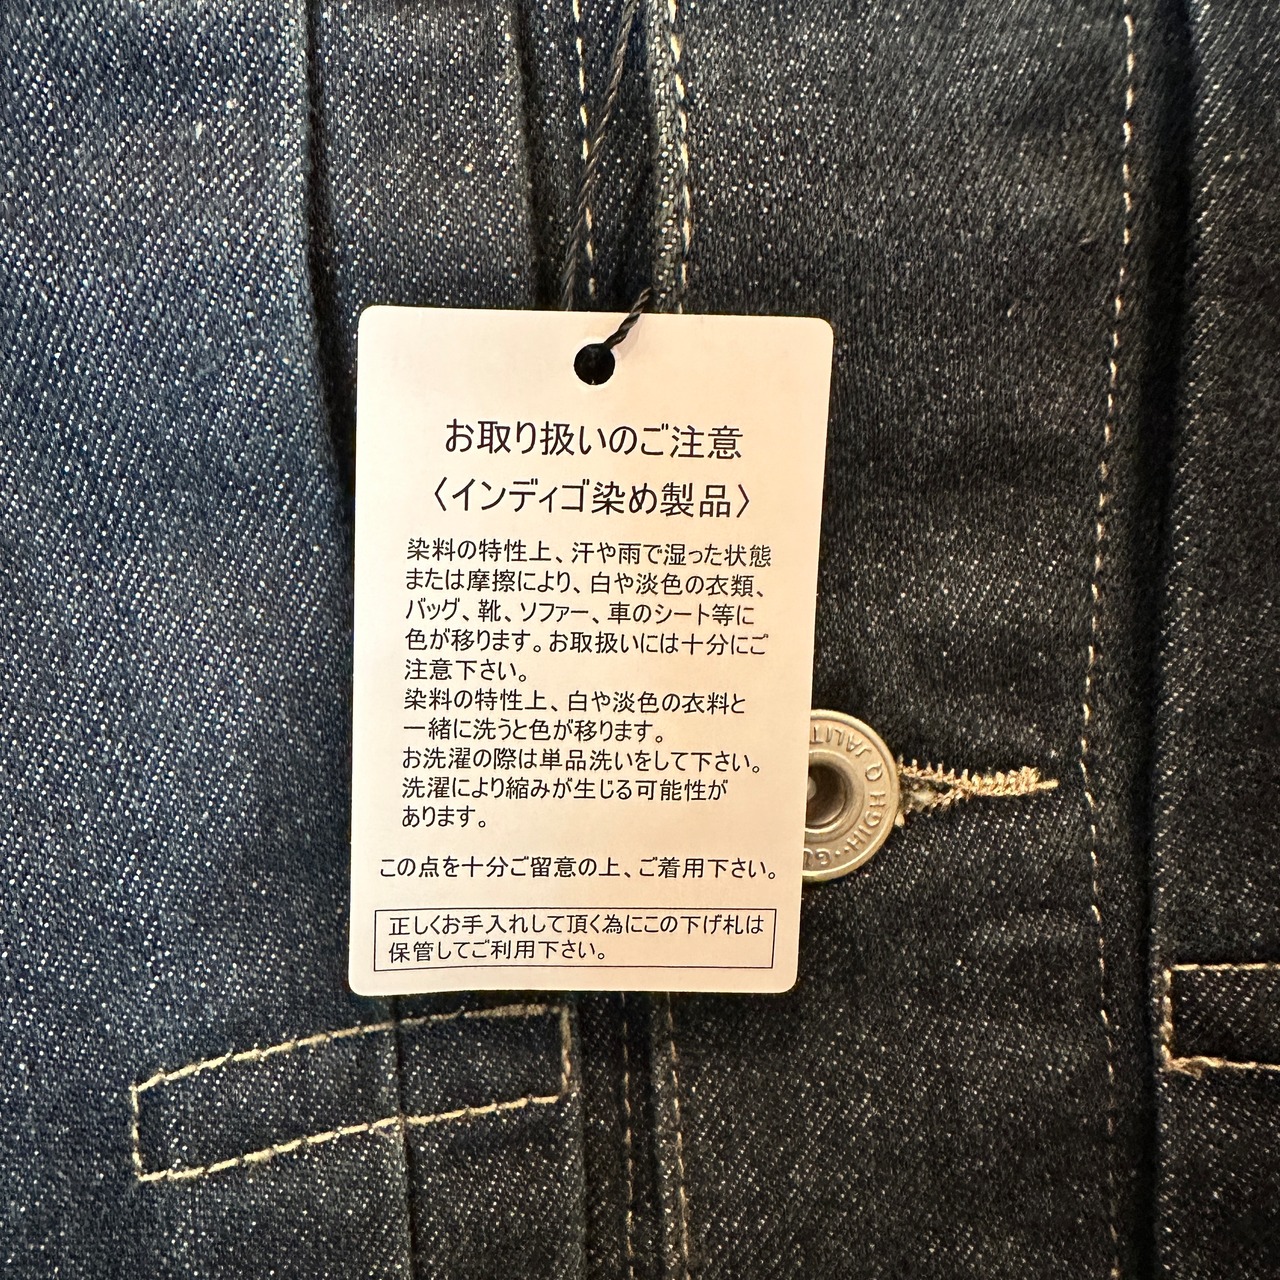 お取り扱いのご注意
〈インディゴ染め製品〉
染料の特性上、汗や雨で湿った状態
または摩擦により、白や淡色の衣類、
バッグ、靴、ソファー、車のシート等に
色が移ります。お取扱いには十分にご
注意下さい。
染料の特性上、白や淡色の衣料と
一緒に洗うと色が移ります。
お洗濯の際は単品洗いをして下さい。
洗濯により縮みが生じる可能性が
あります。
この点を十分ご留意の上、ご着用下さい。
正しくお手入れして頂く為にこの下げ札は
保管してご利用下さい。
HIGH